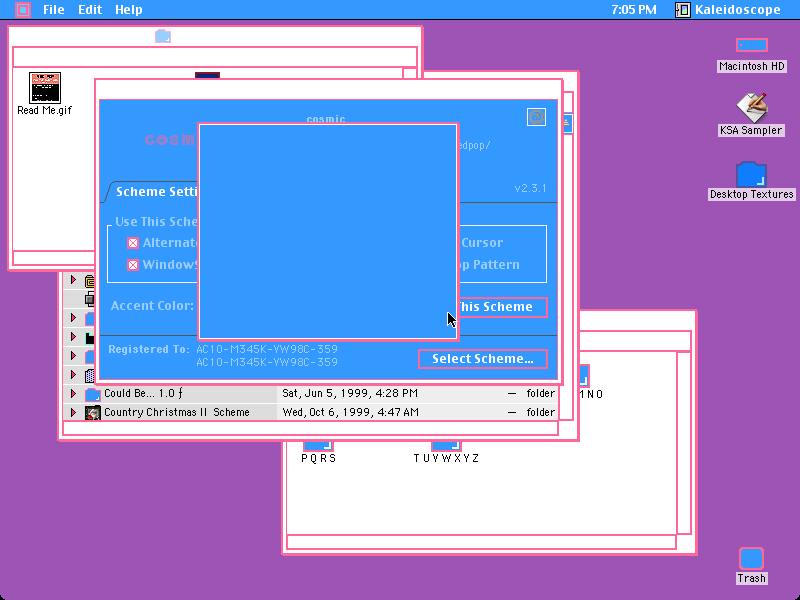 File Edit Help
7:05 PM Kaleidoscope
Machintosh HD
KSA Sampler
Desktop Textures
Trash
Read Me.gif
cosmic
edpop/
v2.3.1
Scheme Setti
Use This Sche
Alternat
Cursor
Window
op Pattern
Accent Color:
This Scheme
Registered To: AC10-M345K-YW98C-359
AC10-M345K-YW98C-359
Select Scheme...
Could Be... 1.0 ƒ Sat, Jun 5, 1999, 4:28 PM — folder
Country Christmas II Scheme Wed, Oct 6, 1999, 4:47 AM — folder
P Q R S
T U V W X Y Z
N O